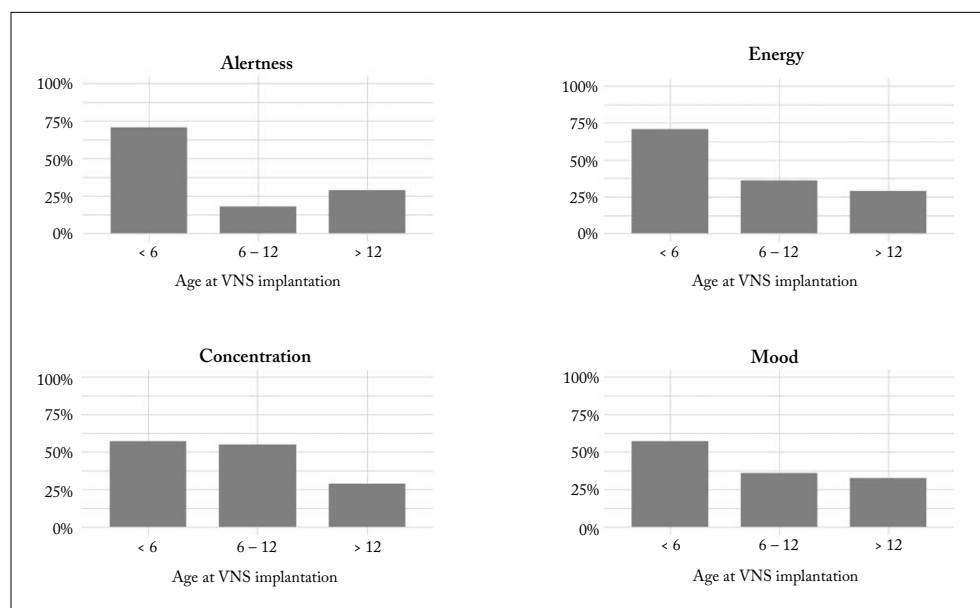 Alertness
100%
75%
50%
25%
0%
< 6
6 – 12
> 12
Age at VNS implantation
Energy
100%
75%
50%
25%
0%
< 6
6 – 12
> 12
Age at VNS implantation
Concentration
100%
75%
50%
25%
0%
< 6
6 – 12
> 12
Age at VNS implantation
Mood
100%
75%
50%
25%
0%
< 6
6 – 12
> 12
Age at VNS implantation